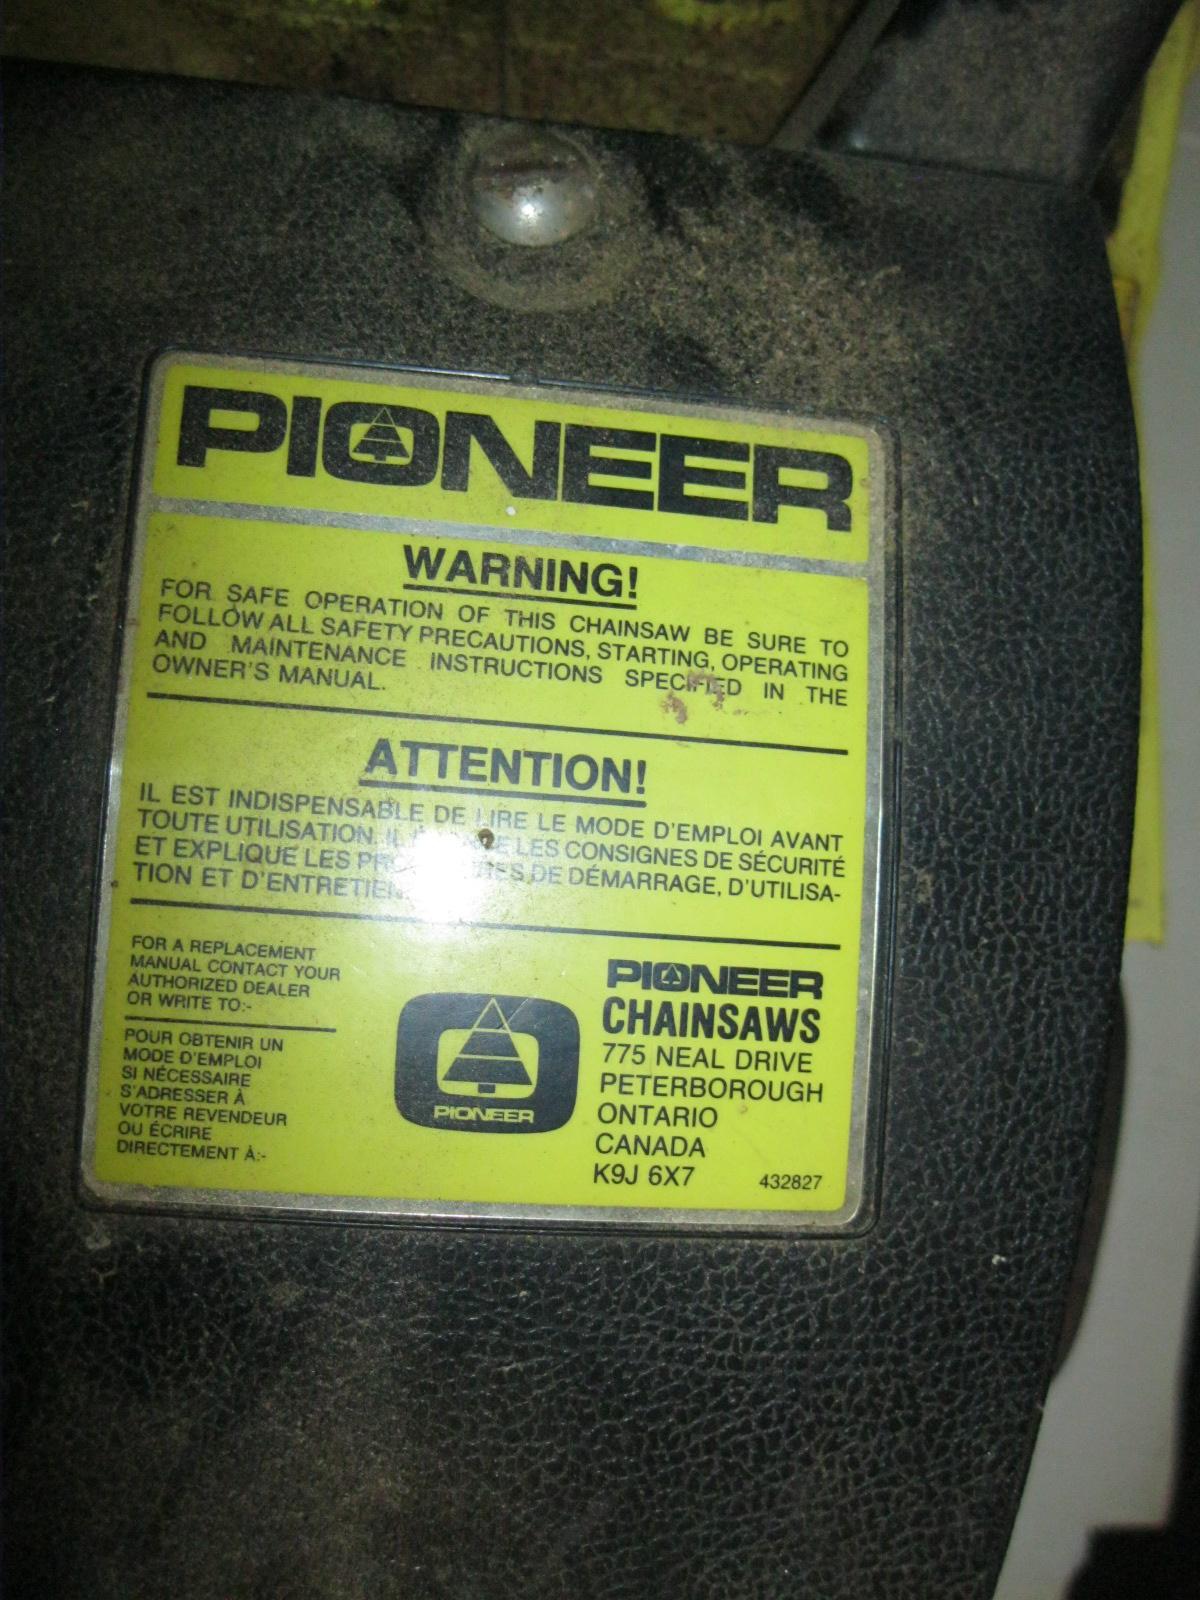 PIONEER
WARNING!
FOR SAFE OPERATION OF THIS CHAINSAW BE SURE TO
FOLLOW ALL SAFETY PRECAUTIONS, STARTING, OPERATING
AND MAINTENANCE INSTRUCTIONS SPECIFIED IN THE
OWNER'S MANUAL.
ATTENTION!
IL EST INDISPENSABLE DE LIRE LE MODE D'EMPLOI AVANT
TOUTE UTILISATION. IL LES CONSIGNES DE SÉCURITÉ
ET EXPLIQUE LES DE DÉMARRAGE, D'UTILISA-
TION ET D'ENTRETIEN.
FOR A REPLACEMENT
MANUAL CONTACT YOUR
AUTHORIZED DEALER
OR WRITE TO:-
POUR OBTENIR UN
MODE D'EMPLOI
SI NÉCESSAIRE
S'ADRESSER À
VOTRE REVENDEUR
OU ÉCRIRE
DIRECTEMENT À:-
PIONEER
PIONEER
CHAINSAWS
775 NEAL DRIVE
PETERBOROUGH
ONTARIO
CANADA
K9J 6X7
432827